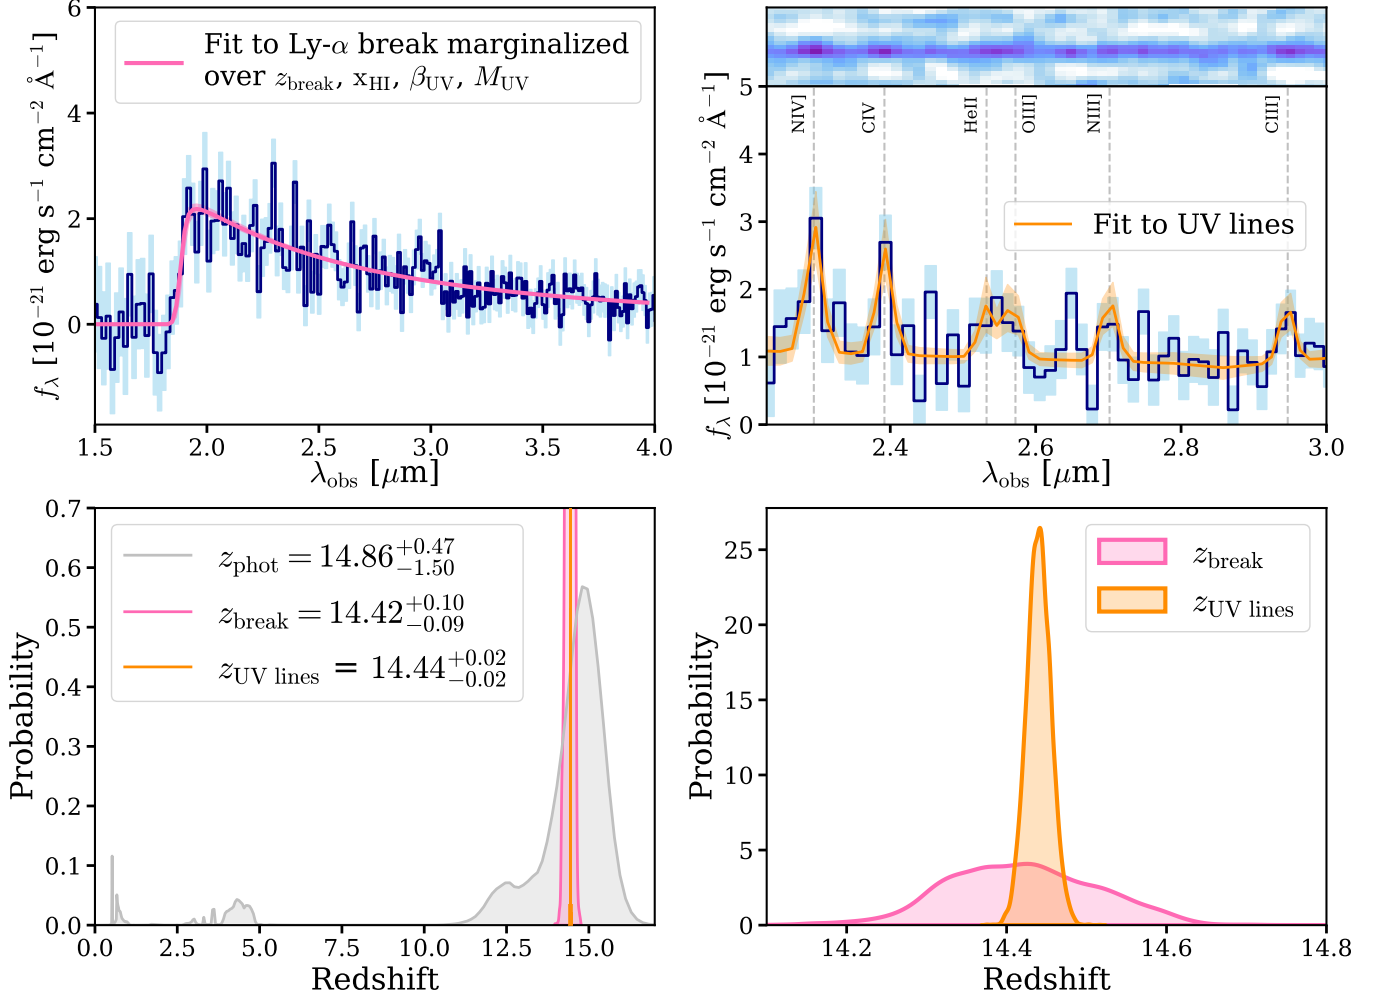 6
4
2
0
f_λ [10⁻²¹ erg s⁻¹ cm⁻² Å⁻¹]
Fit to Ly-α break marginalized
over z_break, x_HI, β_UV, M_UV
1.5 2.0 2.5 3.0 3.5 4.0
λ_obs [μm]
5
4
3
2
1
0
f_λ [10⁻²¹ erg s⁻¹ cm⁻² Å⁻¹]
NIV] CIV HeII OIII] NIII] CIII]
Fit to UV lines
2.4 2.6 2.8 3.0
λ_obs [μm]
0.7
0.6
0.5
0.4
0.3
0.2
0.1
0.0
Probability
z_phot = 14.86^{+0.47}_{−1.50}
z_break = 14.42^{+0.10}_{−0.09}
z_UV lines = 14.44^{+0.02}_{−0.02}
0.0 2.5 5.0 7.5 10.0 12.5 15.0
Redshift
25
20
15
10
5
0
Probability
z_break
z_UV lines
14.2 14.4 14.6 14.8
Redshift